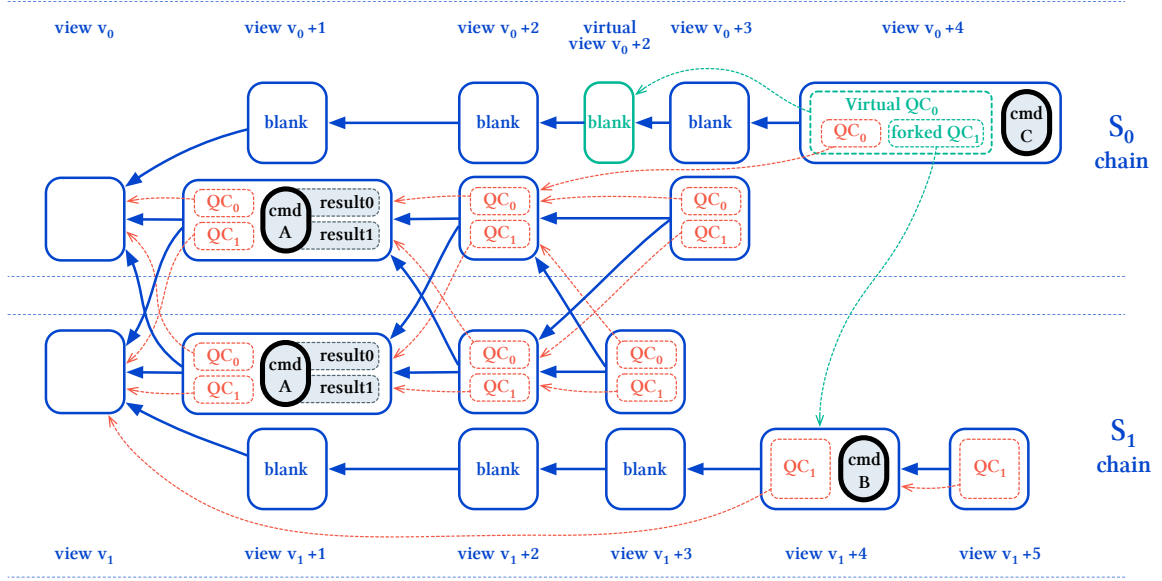 view v₀ view v₀+1 view v₀+2 virtual view v₀+2 view v₀+3 view v₀+4
blank blank blank blank Virtual QC₀ QC₀ forked QC₁ cmd C
S₀ chain
QC₀ QC₁ cmd A result0 result1 QC₀ QC₁ QC₀ QC₁
QC₀ QC₁ cmd A result0 result1 QC₀ QC₁ QC₀ QC₁
S₁ chain
blank blank blank QC₁ cmd B QC₁
view v₁ view v₁+1 view v₁+2 view v₁+3 view v₁+4 view v₁+5